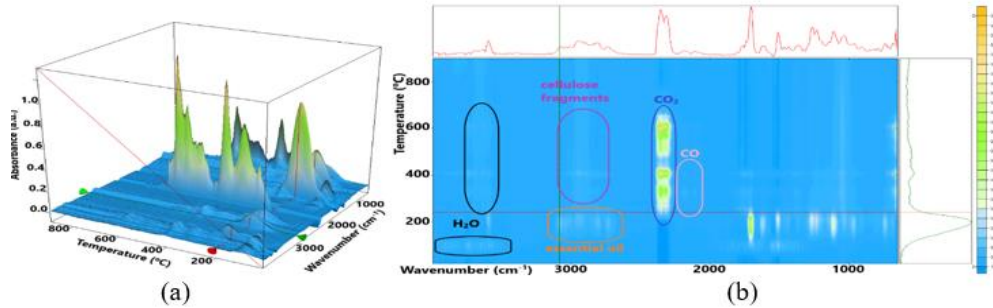 1.0
0.8
0.6
0.4
0.2
0.0
800
600
400
200
Temperature (°C)
3000
2000
1000
Wavenumber (cm⁻¹)
(a)
Temperature (°C)
800
600
400
200
cellulose
fragments
CO₂
CO
H₂O
essential oil
Wavenumber (cm⁻¹)
3000
2000
1000
(b)